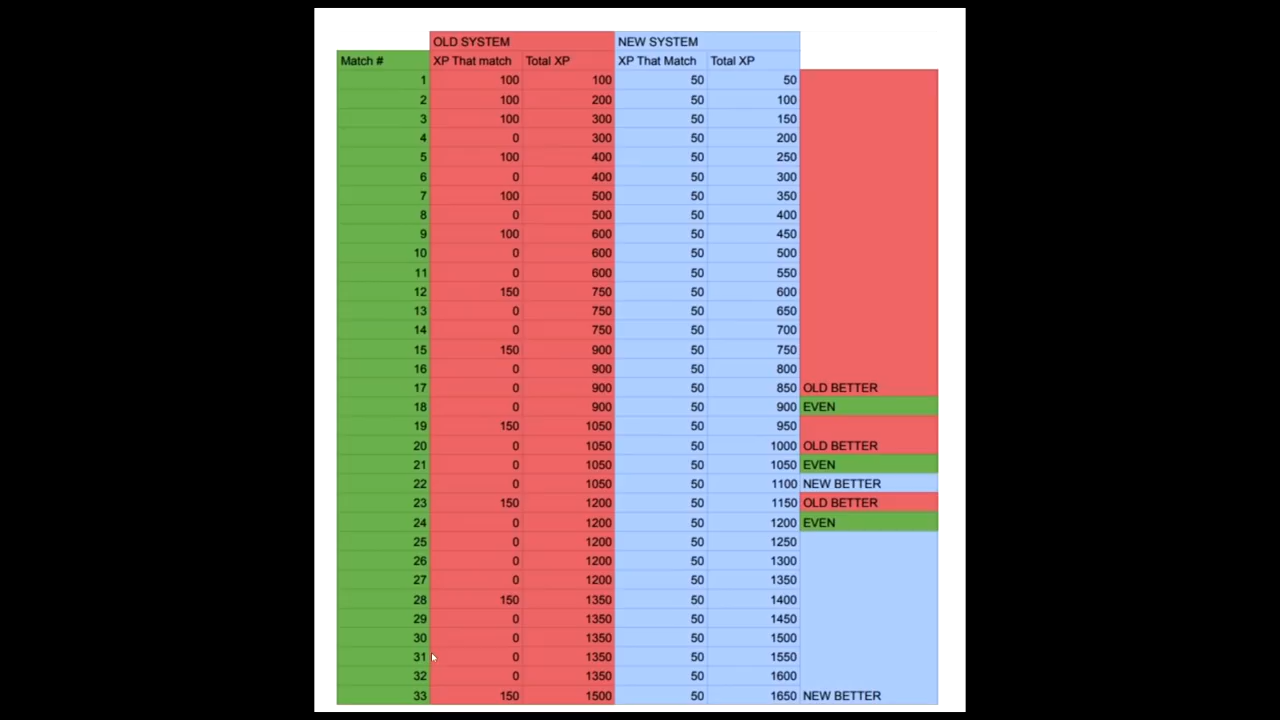 OLD SYSTEM NEW SYSTEM
Match # XP That match Total XP XP That Match Total XP
1 100 100 50 50
2 100 200 50 100
3 100 300 50 150
4 0 300 50 200
5 100 400 50 250
6 0 400 50 300
7 100 500 50 350
8 0 500 50 400
9 100 600 50 450
10 0 600 50 500
11 0 600 50 550
12 150 750 50 600
13 0 750 50 650
14 0 750 50 700
15 150 900 50 750
16 0 900 50 800
17 0 900 50 850 OLD BETTER
18 0 900 50 900 EVEN
19 150 1050 50 950
20 0 1050 50 1000 OLD BETTER
21 0 1050 50 1050 EVEN
22 0 1050 50 1100 NEW BETTER
23 150 1200 50 1150 OLD BETTER
24 0 1200 50 1200 EVEN
25 0 1200 50 1250
26 0 1200 50 1300
27 0 1200 50 1350
28 150 1350 50 1400
29 0 1350 50 1450
30 0 1350 50 1500
31 0 1350 50 1550
32 0 1350 50 1600
33 150 1500 50 1650 NEW BETTER